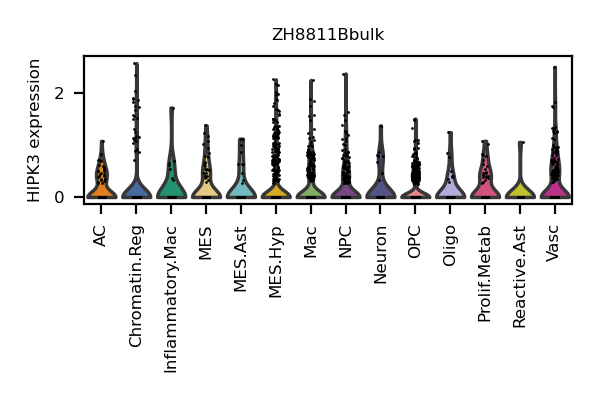 ZH8811Bbulk
HIPK3 expression
2
0
AC
Chromatin.Reg
Inflammatory.Mac
MES
MES.Ast
MES.Hyp
Mac
NPC
Neuron
OPC
Oligo
Prolif.Metab
Reactive.Ast
Vasc